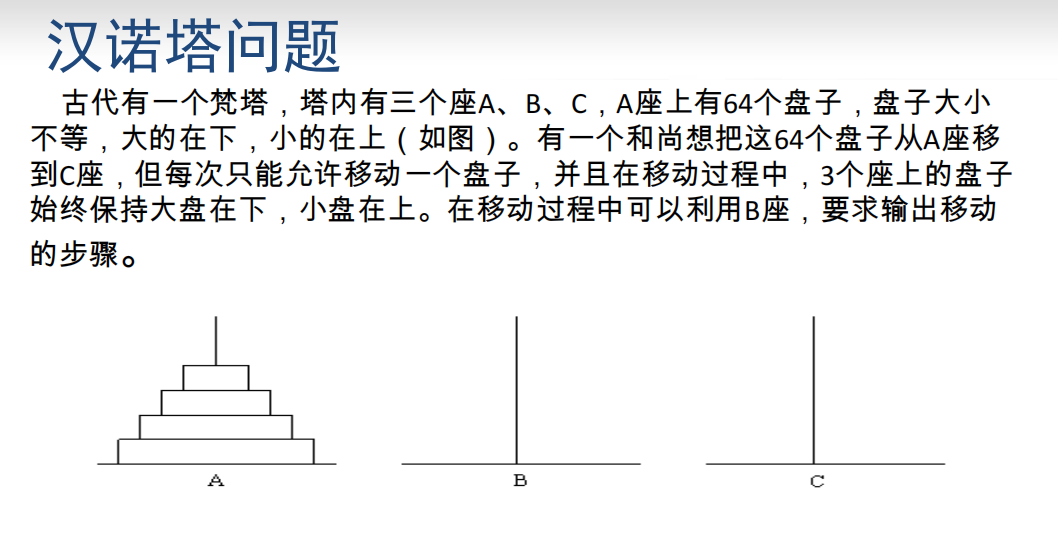 汉诺塔问题
古代有一个梵塔，塔内有三个座A、B、C，A座上有64个盘子，盘子大小
不等，大的在下，小的在上（如图）。有一个和尚想把这64个盘子从A座移
到C座，但每次只能允许移动一个盘子，并且在移动过程中，3个座上的盘子
始终保持大盘在下，小盘在上。在移动过程中可以利用B座，要求输出移动
的步骤。
A
B
C